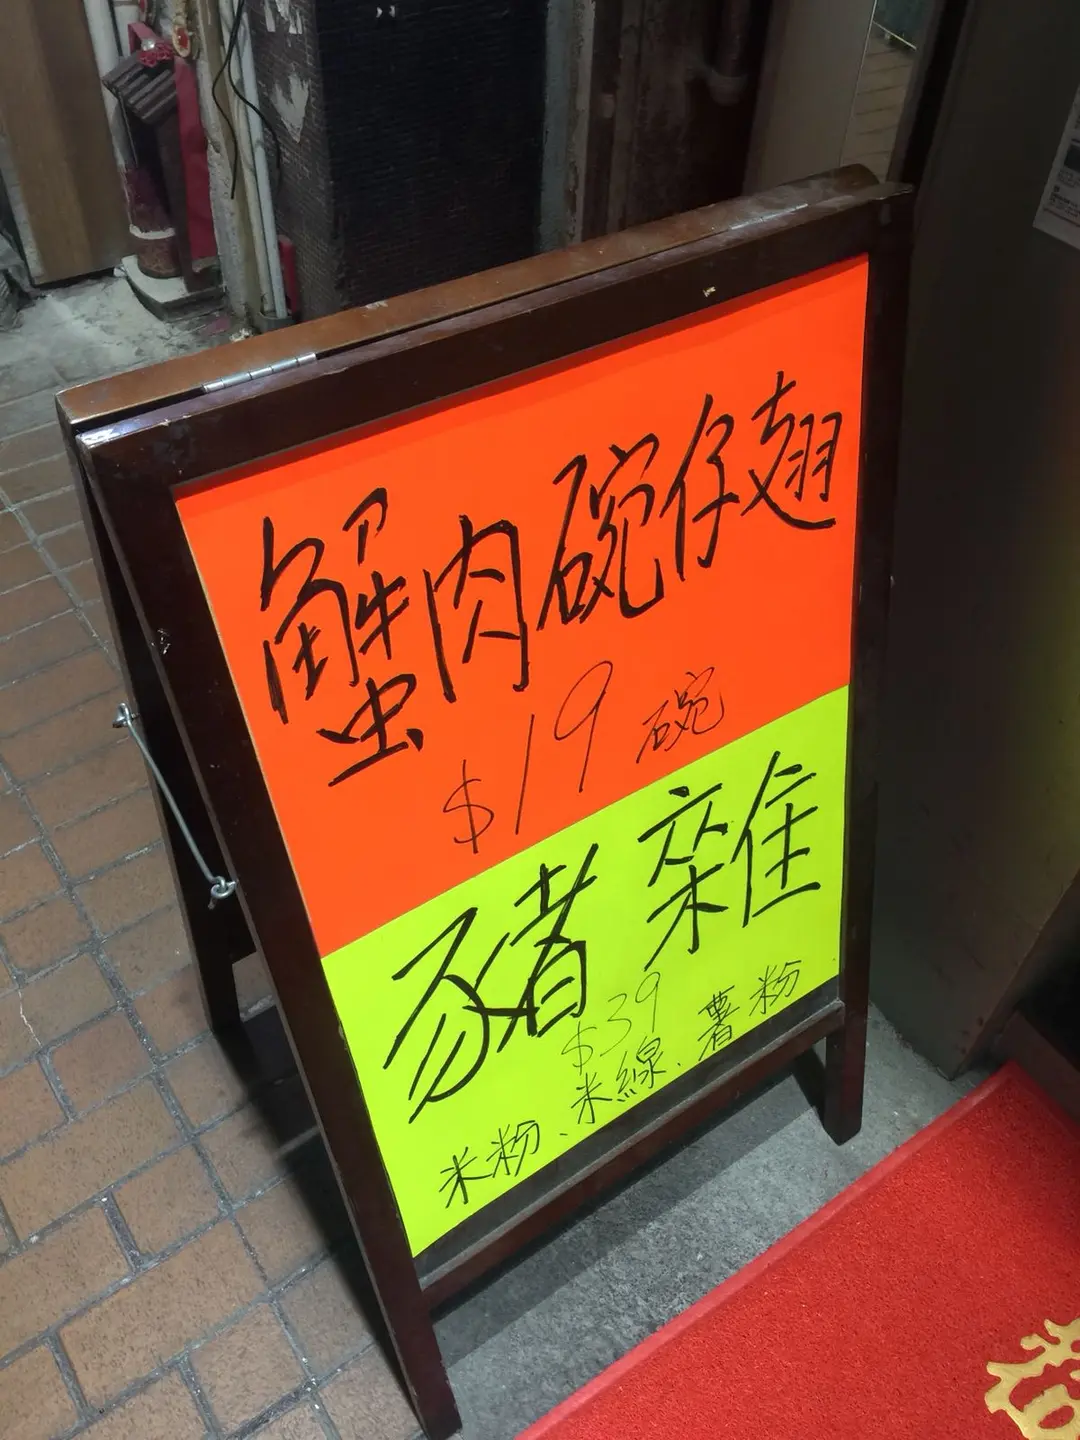 蟹肉碗仔翅
$19 碗
豬雜
$39
米粉、米線、薯粉